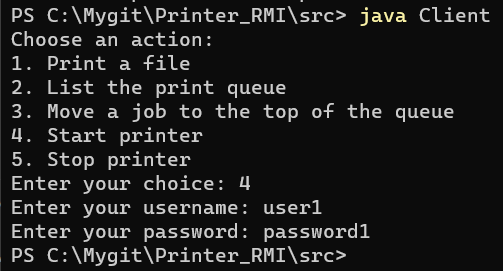 PS C:\Mygit\Printer_RMI\src> java Client
Choose an action:
1. Print a file
2. List the print queue
3. Move a job to the top of the queue
4. Start printer
5. Stop printer
Enter your choice: 4
Enter your username: user1
Enter your password: password1
PS C:\Mygit\Printer_RMI\src>